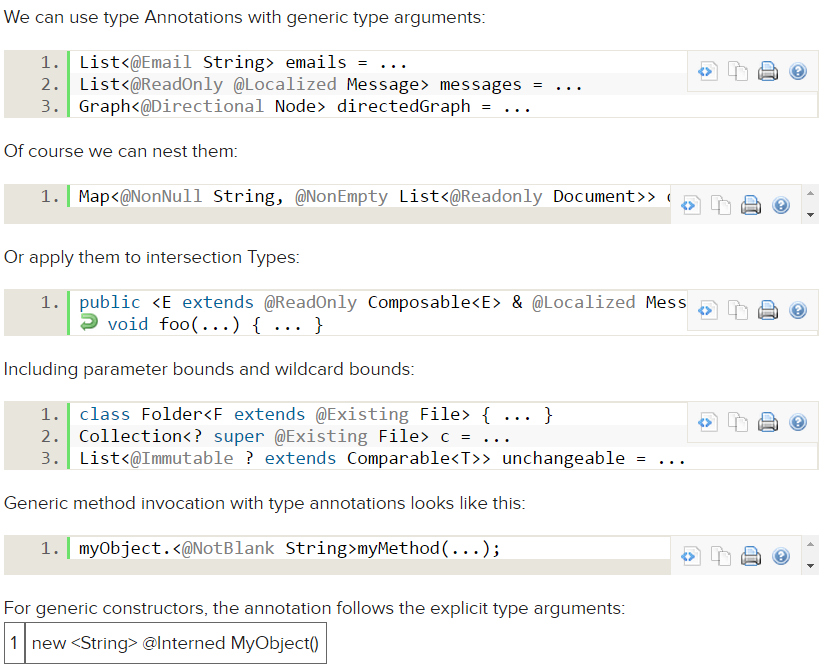 We can use type Annotations with generic type arguments:
1. List<@Email String> emails = ...
2. List<@ReadOnly @Localized Message> messages = ...
3. Graph<@Directional Node> directedGraph = ...
Of course we can nest them:
1. Map<@NonNull String, @NonEmpty List<@Readonly Document>>
Or apply them to intersection Types:
1. public <E extends @ReadOnly Composable<E> & @Localized Mess
void foo(...) { ... }
Including parameter bounds and wildcard bounds:
1. class Folder<F extends @Existing File> { ... }
2. Collection<? super @Existing File> c = ...
3. List<@Immutable ? extends Comparable<T>> unchangeable = ...
Generic method invocation with type annotations looks like this:
1. myObject.<@NotBlank String>myMethod(...);
For generic constructors, the annotation follows the explicit type arguments:
1 new <String> @Interned MyObject()